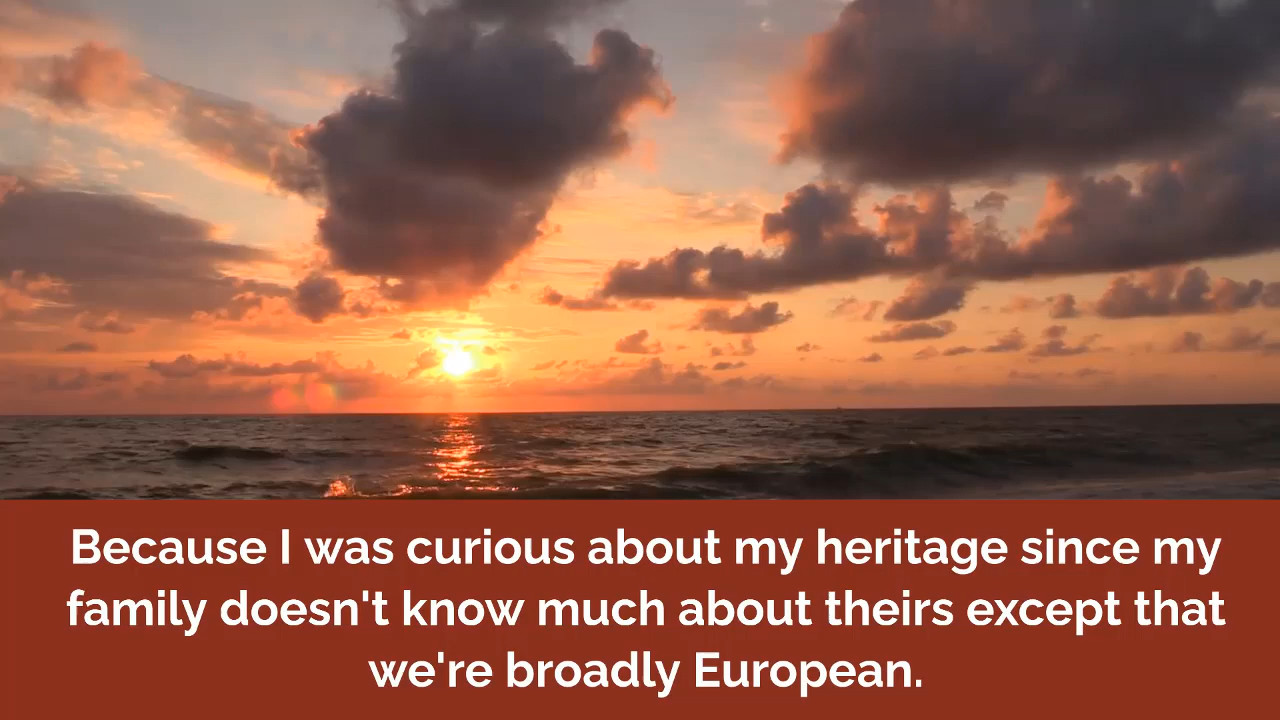 Because I was curious about my heritage since my
family doesn't know much about theirs except that
we're broadly European.